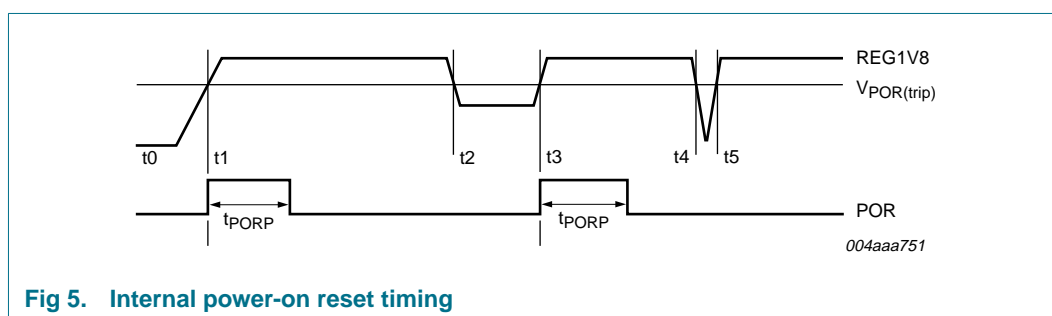 REG1V8
VPOR(trip)
t0 t1 t2 t3 t4 t5
tPORP tPORP
POR
004aaa751
Fig 5. Internal power-on reset timing